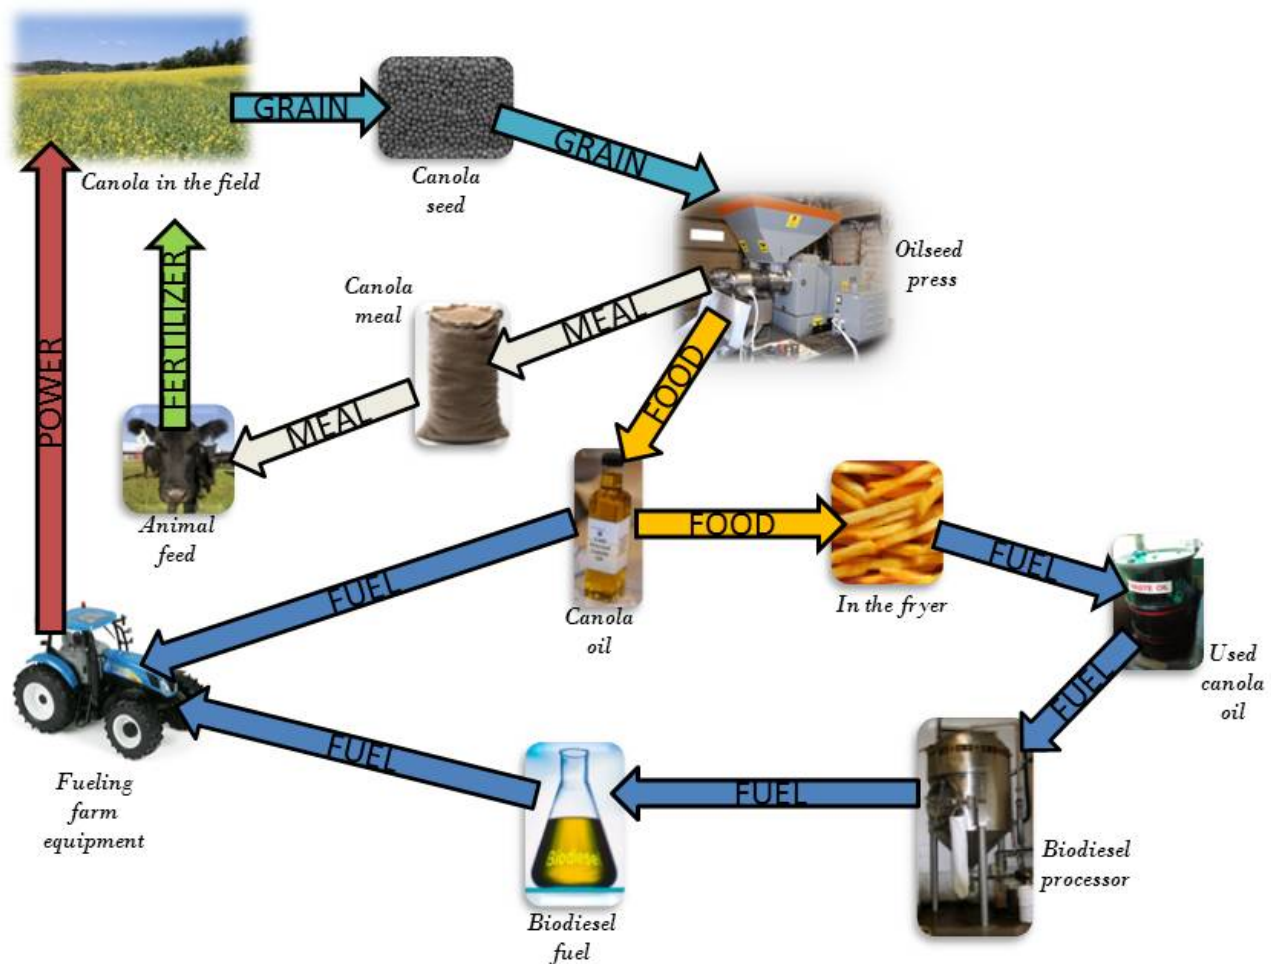 GRAIN
GRAIN
Canola in the field
Canola
seed
Oilseed
press
Canola
meal
MEAL
FOOD
MEAL
FERTILIZER
POWER
Animal
feed
FOOD
FUEL
Canola
oil
In the fryer
FUEL
WASTE OIL
Used
canola
oil
FUEL
Biodiesel
processor
FUEL
Biodiesel
Biodiesel
fuel
FUEL
Fueling
farm
equipment